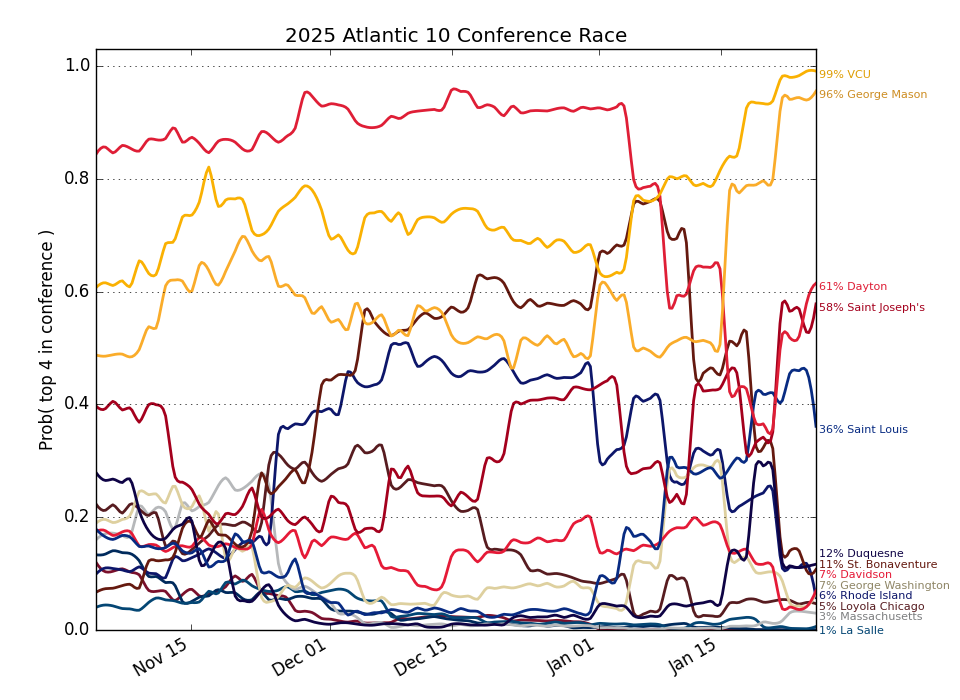 2025 Atlantic 10 Conference Race
Prob( top 4 in conference )
1.0
0.8
0.6
0.4
0.2
0.0
Nov 15
Dec 01
Dec 15
Jan 01
Jan 15
99% VCU
96% George Mason
61% Dayton
58% Saint Joseph's
36% Saint Louis
12% Duquesne
11% St. Bonaventure
7% Davidson
7% George Washington
6% Rhode Island
5% Loyola Chicago
3% Massachusetts
1% La Salle